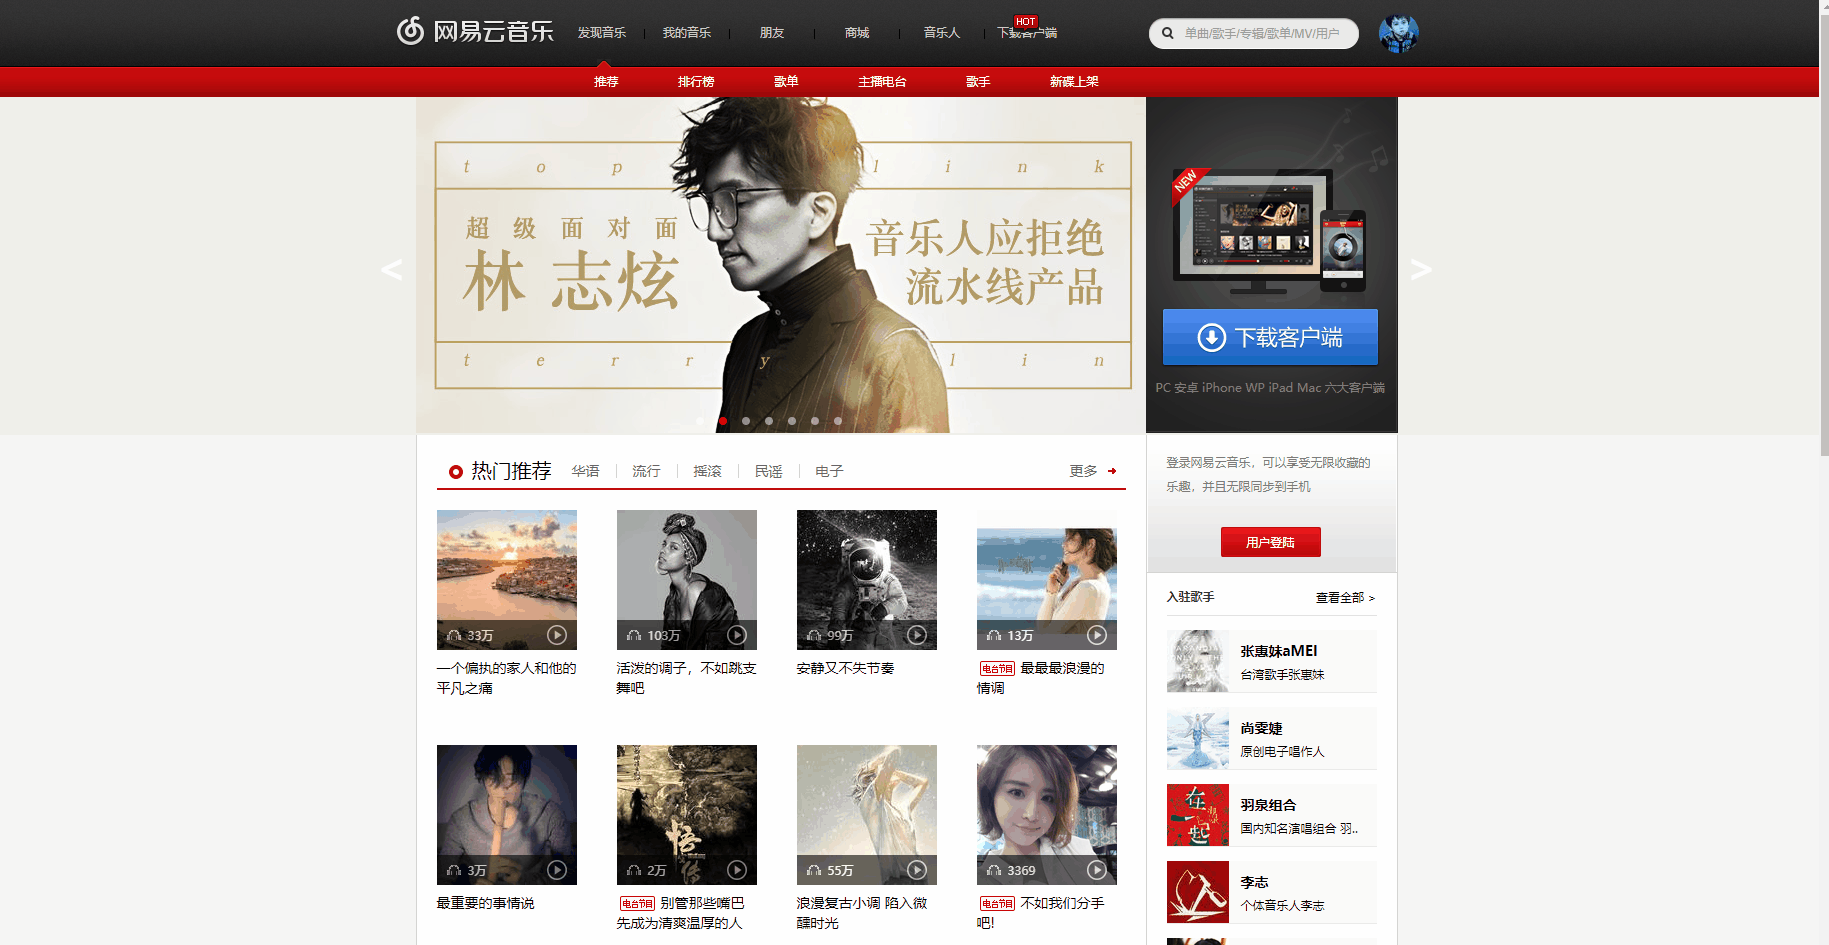 网易云音乐
发现音乐
我的音乐
朋友
商城
音乐人
下载客户端
HOT
单曲/歌手/专辑/歌单/MV/用户
推荐
排行榜
歌单
主播电台
歌手
新碟上架
top link
超级面对面
林志炫
音乐人应拒绝
流水线产品
terry lin
<
>
NEW
下载客户端
PC 安卓 iPhone WP iPad Mac 六大客户端
热门推荐
华语
流行
摇滚
民谣
电子
更多
33万
103万
99万
13万
一个偏执的家人和他的
平凡之痛
活泼的调子，不如跳支
舞吧
安静又不失节奏
电台节目 最最最浪漫的
情调
3万
2万
悟
传
55万
3369
最重要的事情说
电台节目 别管那些嘴巴
先成为清爽温厚的人
浪漫复古小调 陷入微
醺时光
电台节目 不如我们分手
吧!
登录网易云音乐，可以享受无限收藏的
乐趣，并且无限同步到手机
用户登陆
入驻歌手
查看全部 >
张惠妹aMEI
台湾歌手张惠妹
尚雯婕
原创电子唱作人
在一起
羽泉组合
国内知名演唱组合 羽..
李志
个体音乐人李志